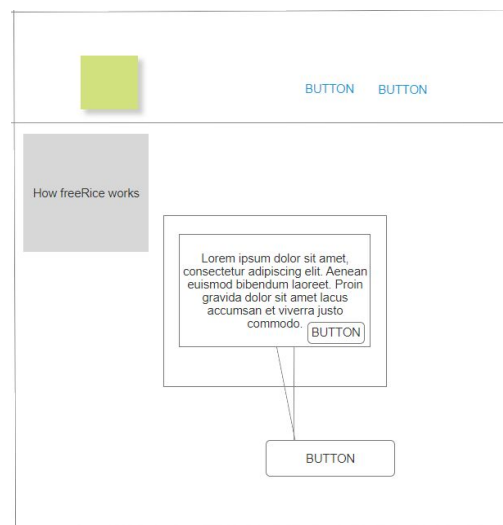 BUTTON BUTTON
How freeRice works
Lorem ipsum dolor sit amet,
consectetur adipiscing elit. Aenean
euismod bibendum laoreet. Proin
gravida dolor sit amet lacus
accumsan et viverra justo
commodo.
BUTTON
BUTTON